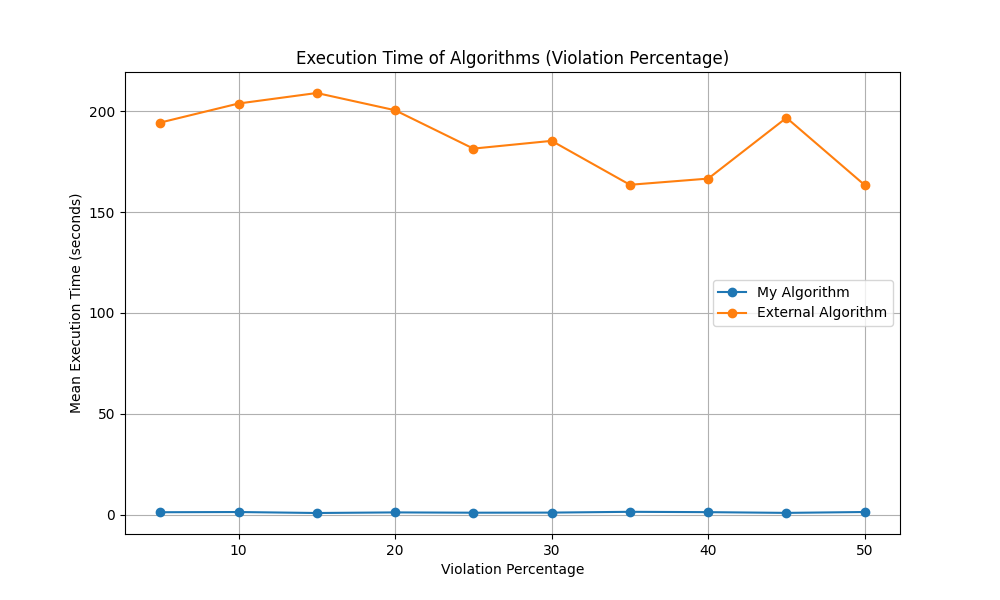 Execution Time of Algorithms (Violation Percentage)
Mean Execution Time (seconds)
200
150
100
50
0
My Algorithm
External Algorithm
10
20
30
40
50
Violation Percentage